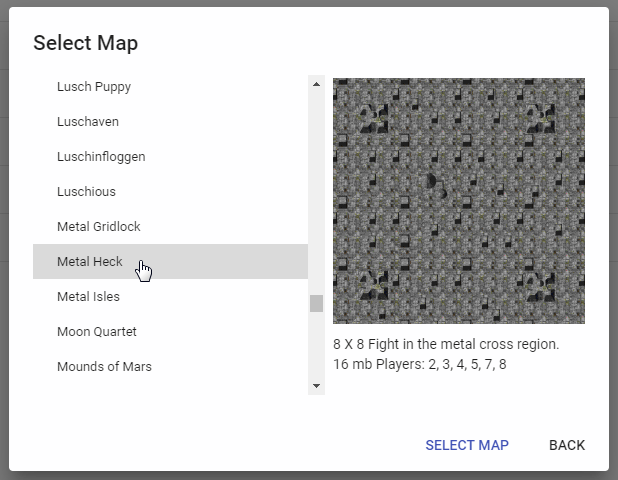 Select Map
Lusch Puppy
Luschaven
Luschinfloggen
Luschious
Metal Gridlock
Metal Heck
Metal Isles
Moon Quartet
Mounds of Mars
8 X 8 Fight in the metal cross region.
16 mb Players: 2, 3, 4, 5, 7, 8
SELECT MAP
BACK